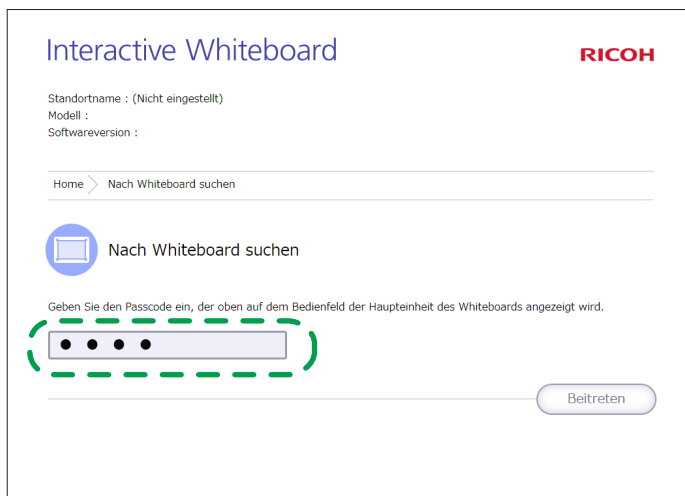 Interactive Whiteboard
RICOH
Standortname : (Nicht eingestellt)
Modell :
Softwareversion :
Home > Nach Whiteboard suchen
Nach Whiteboard suchen
Geben Sie den Passcode ein, der oben auf dem Bedienfeld der Haupteinheit des Whiteboards angezeigt wird.
● ● ● ●
Beitreten